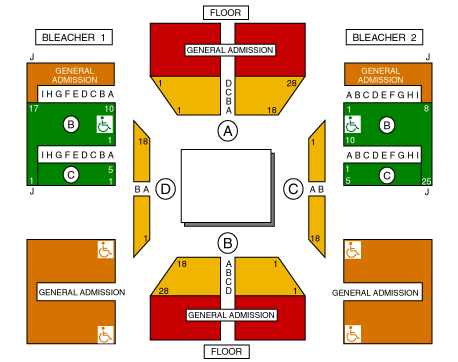 FLOOR
BLEACHER 1
BLEACHER 2
J
J
GENERAL ADMISSION
GENERAL
ADMISSION
GENERAL
ADMISSION
1
D
28
C
B
1
A
18
A
I H G F E D C B A
A B C D E F G H I
17
10
1
8
B
B
1
10
18
1
I H G F E D C B A
A B C D E F G H I
C
5
1
1
C
1
5
25
J
J
B A
D
C
A B
1
18
B
18
A
1
B
C
28
D
1
GENERAL ADMISSION
GENERAL ADMISSION
GENERAL ADMISSION
FLOOR